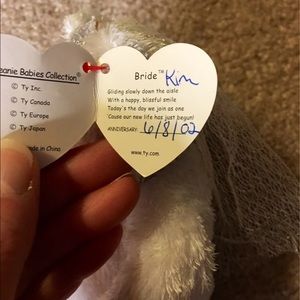 eanie Babies Collection®
© Ty Inc.
© Ty Canada
© Ty Europe
© Ty Japan
ade in China
Bride™ Kim
Gliding slowly down the aisle
With a happy, blissful smile
Today's the day we join as one
'Cause our new life has just begun!
ANNIVERSARY: 6/8/02
www.ty.com